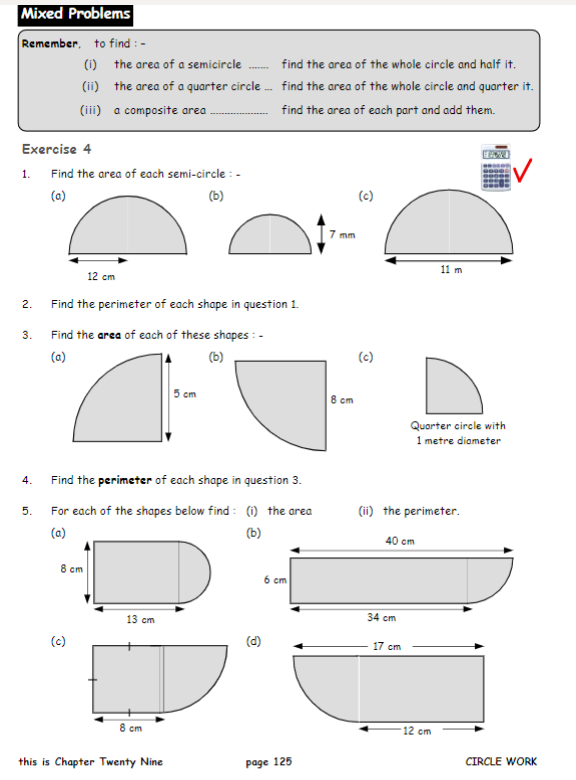 Mixed Problems
Remember, to find : -
(i) the area of a semicircle ....... find the area of the whole circle and half it.
(ii) the area of a quarter circle ... find the area of the whole circle and quarter it.
(iii) a composite area ................... find the area of each part and add them.
Exercise 4
1. Find the area of each semi-circle : -
(a) (b) (c)
7 mm
12 cm
11 m
2. Find the perimeter of each shape in question 1.
3. Find the area of each of these shapes : -
(a) (b) (c)
5 cm
8 cm
Quarter circle with
1 metre diameter
4. Find the perimeter of each shape in question 3.
5. For each of the shapes below find : (i) the area (ii) the perimeter.
(a) (b)
40 cm
8 cm
6 cm
13 cm
34 cm
(c) (d)
17 cm
8 cm
12 cm
this is Chapter Twenty Nine page 125 CIRCLE WORK